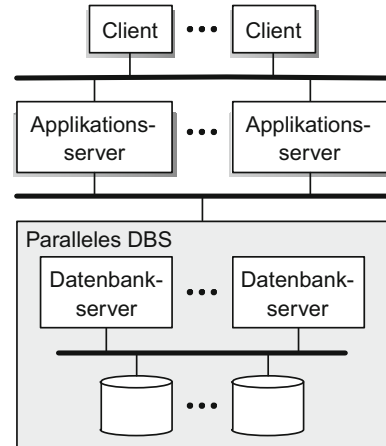 Client ••• Client
Applikations-
server
•••
Applikations-
server
Paralleles DBS
Datenbank-
server
•••
Datenbank-
server
•••